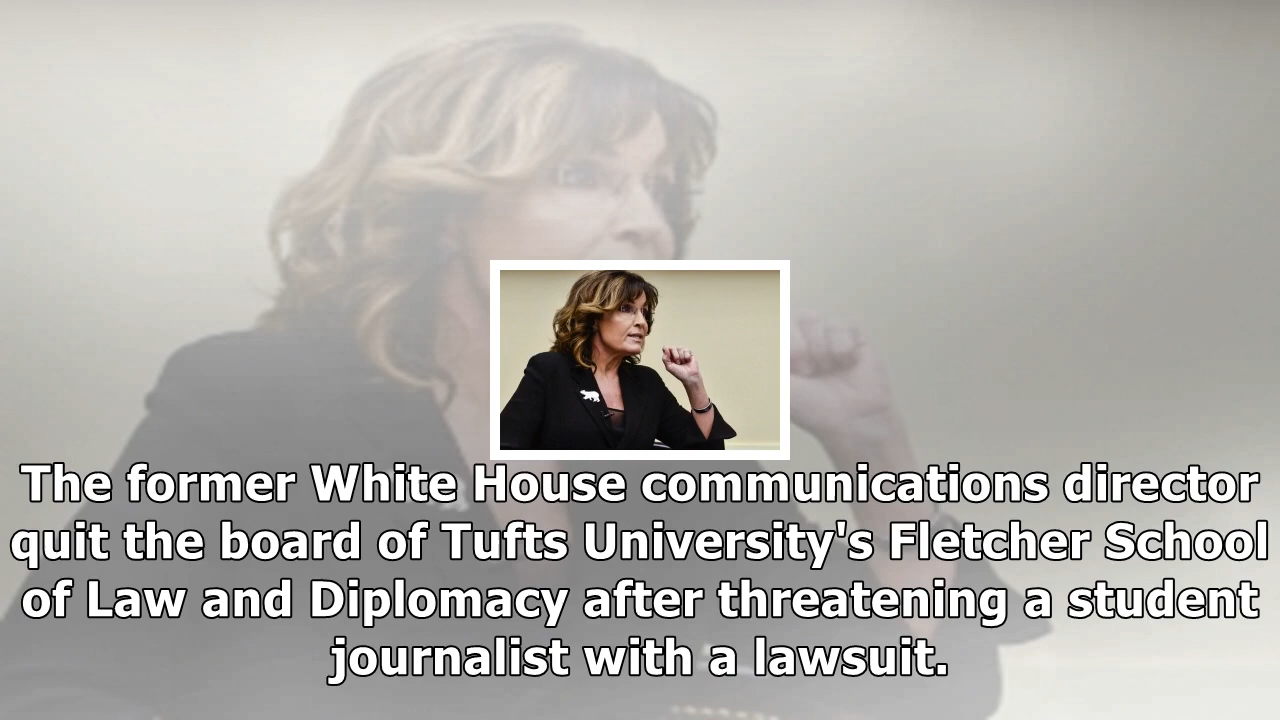 The former White House communications director
quit the board of Tufts University's Fletcher School
of Law and Diplomacy after threatening a student
journalist with a lawsuit.